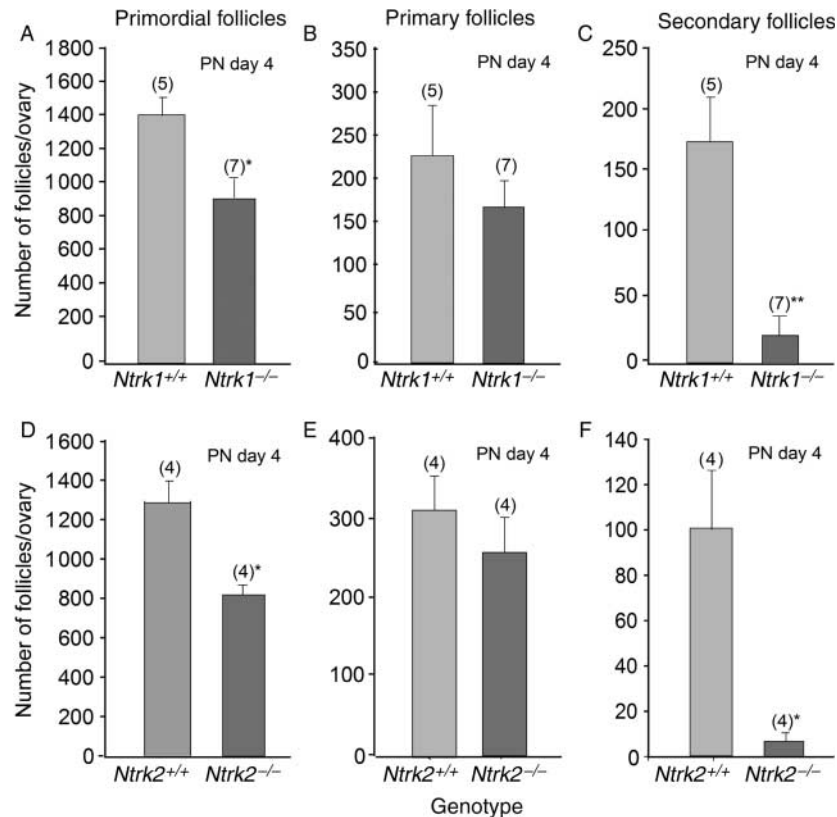 Primordial follicles
Primary follicles
Secondary follicles
A
PN day 4
Number of follicles/ovary
1800
1600
1400
1200
1000
800
600
400
200
0
(5)
(7)*
Ntrk1+/+ Ntrk1–/–
B
PN day 4
350
300
250
200
150
100
50
0
(5)
(7)
Ntrk1+/+ Ntrk1–/–
C
PN day 4
250
200
150
100
50
0
(5)
(7)**
Ntrk1+/+ Ntrk1–/–
D
PN day 4
Number of follicles/ovary
1600
1400
1200
1000
800
600
400
200
0
(4)
(4)*
Ntrk2+/+ Ntrk2–/–
E
PN day 4
400
300
200
100
0
(4)
(4)
Ntrk2+/+ Ntrk2–/–
F
PN day 4
140
120
100
80
60
40
20
0
(4)
(4)*
Ntrk2+/+ Ntrk2–/–
Genotype